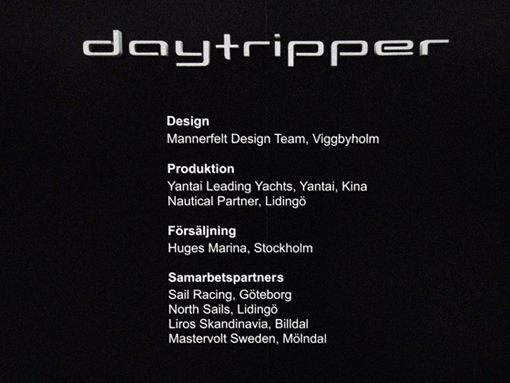 daytripper
Design
Mannerfelt Design Team, Viggbyholm
Produktion
Yantai Leading Yachts, Yantai, Kina
Nautical Partner, Lidingö
Försäljning
Huges Marina, Stockholm
Samarbetspartners
Sail Racing, Göteborg
North Sails, Lidingö
Liros Skandinavia, Billdal
Mastervolt Sweden, Mölndal